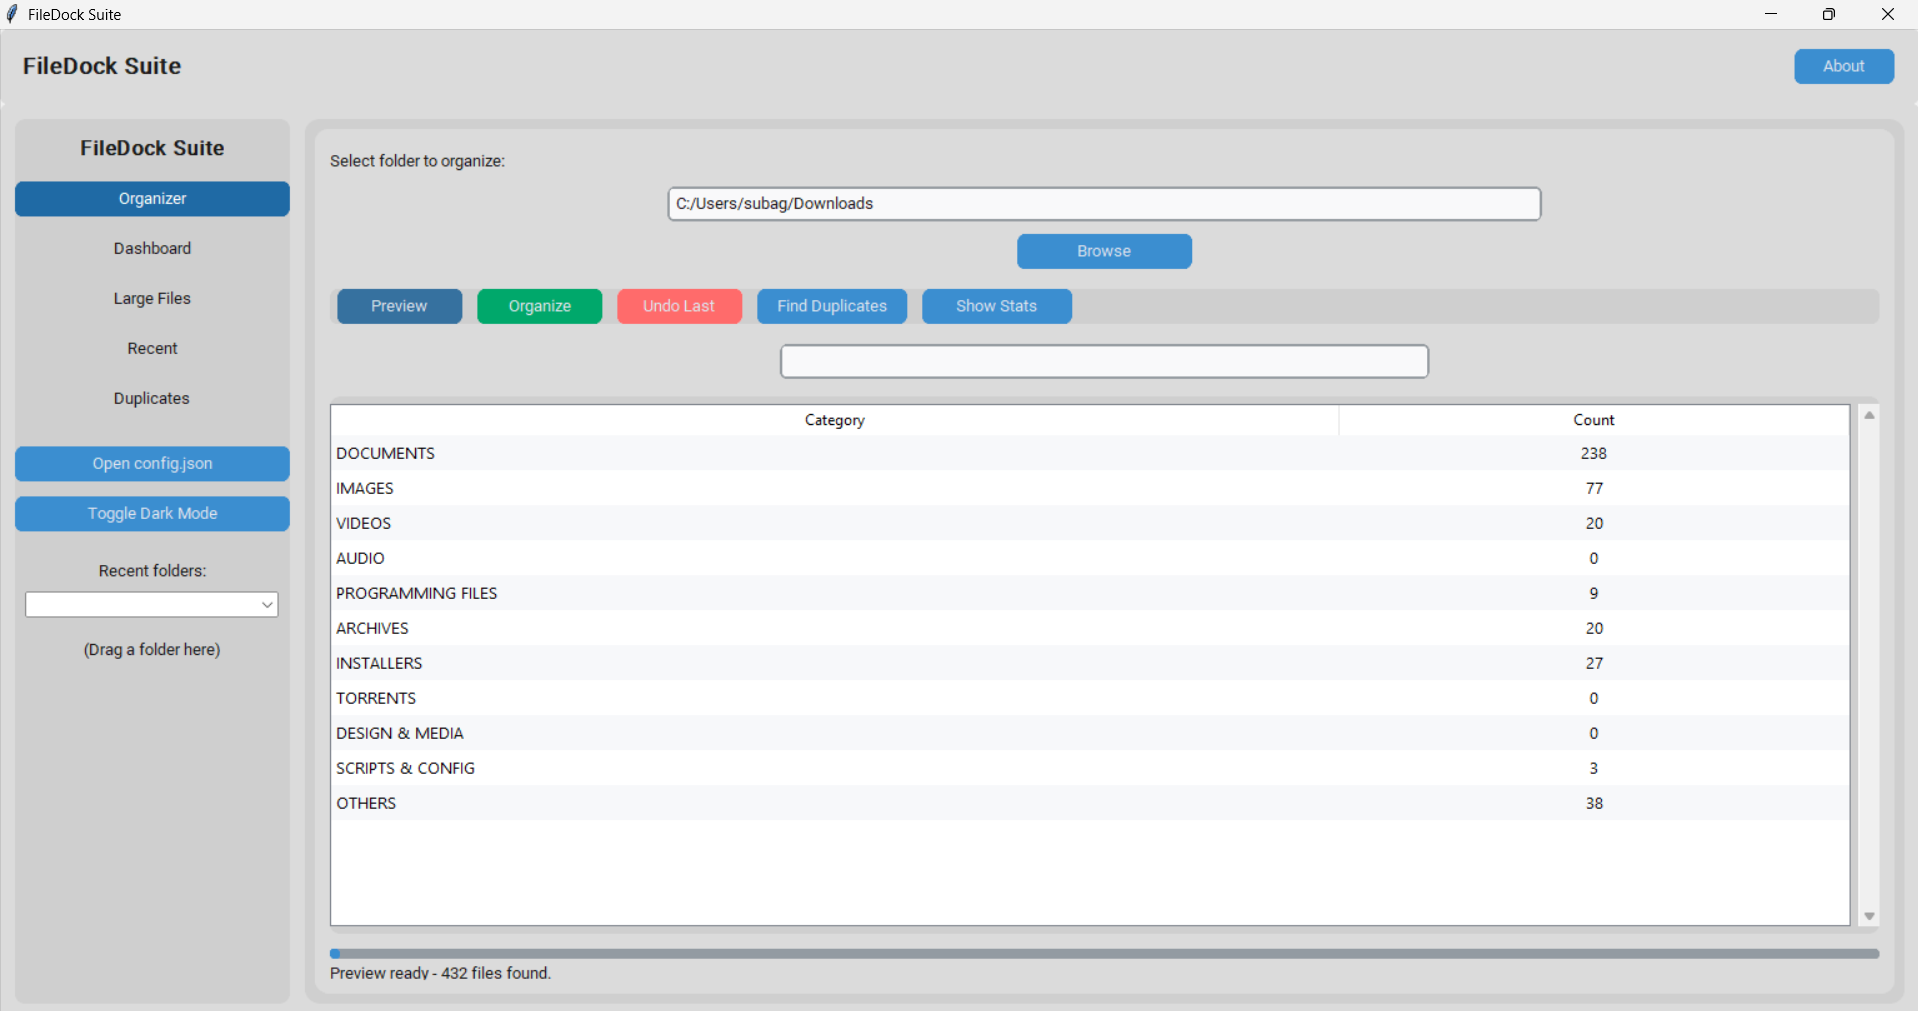 FileDock Suite
FileDock Suite
About
FileDock Suite
Organizer
Dashboard
Large Files
Recent
Duplicates
Open config.json
Toggle Dark Mode
Recent folders:
(Drag a folder here)
Select folder to organize:
C:/Users/subag/Downloads
Browse
Preview Organize Undo Last Find Duplicates Show Stats
Category Count
DOCUMENTS 238
IMAGES 77
VIDEOS 20
AUDIO 0
PROGRAMMING FILES 9
ARCHIVES 20
INSTALLERS 27
TORRENTS 0
DESIGN & MEDIA 0
SCRIPTS & CONFIG 3
OTHERS 38
Preview ready - 432 files found.